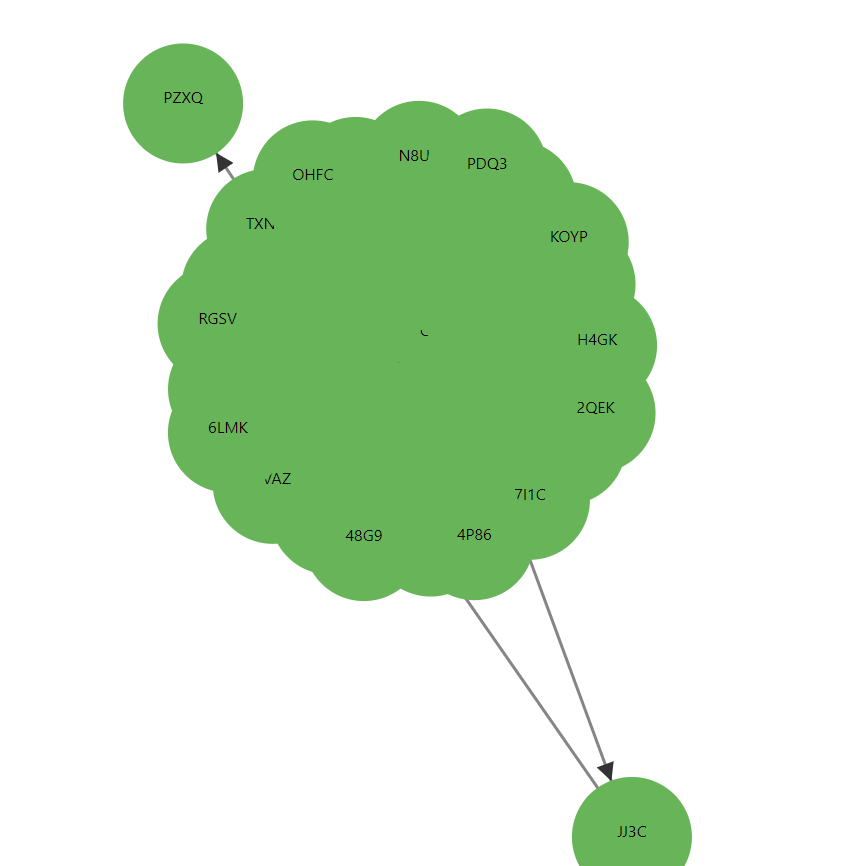 PZXQ
N8U
PDQ3
OHFC
TXN
KOYP
RGSV
H4GK
2QEK
6LMK
VAZ
7I1C
4P86
48G9
JJ3C